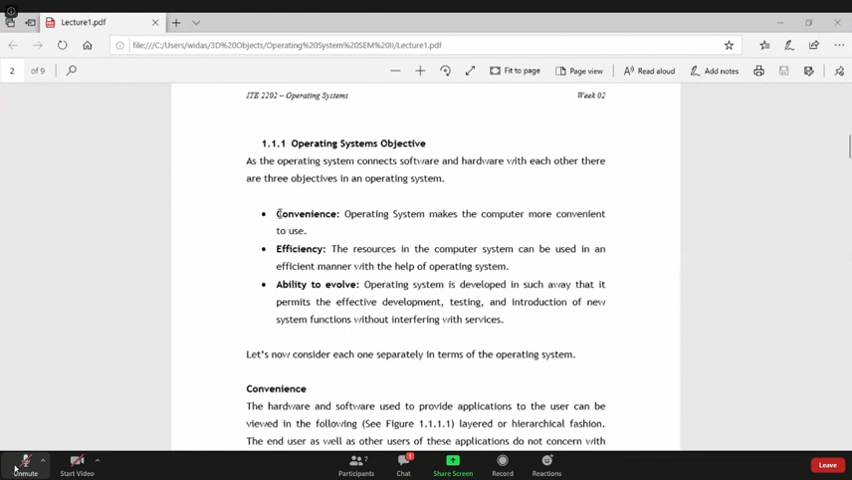 Lecture1.pdf
file:///C:/Users/widas/3D%20Objects/Operating%20System%20SEM%20II/Lecture1.pdf
2 of 9
Fit to page
Page view
Read aloud
Add notes
ITE 2202 – Operating Systems Week 02
1.1.1 Operating Systems Objective
As the operating system connects software and hardware with each other there
are three objectives in an operating system.
• Convenience: Operating System makes the computer more convenient
to use.
• Efficiency: The resources in the computer system can be used in an
efficient manner with the help of operating system.
• Ability to evolve: Operating system is developed in such away that it
permits the effective development, testing, and introduction of new
system functions without interfering with services.
Let's now consider each one separately in terms of the operating system.
Convenience
The hardware and software used to provide applications to the user can be
viewed in the following (See Figure 1.1.1.1) layered or hierarchical fashion.
The end user as well as other users of these applications do not concern with
Unmute
Start Video
7
Participants
1
Chat
Share Screen
Record
Reactions
Leave